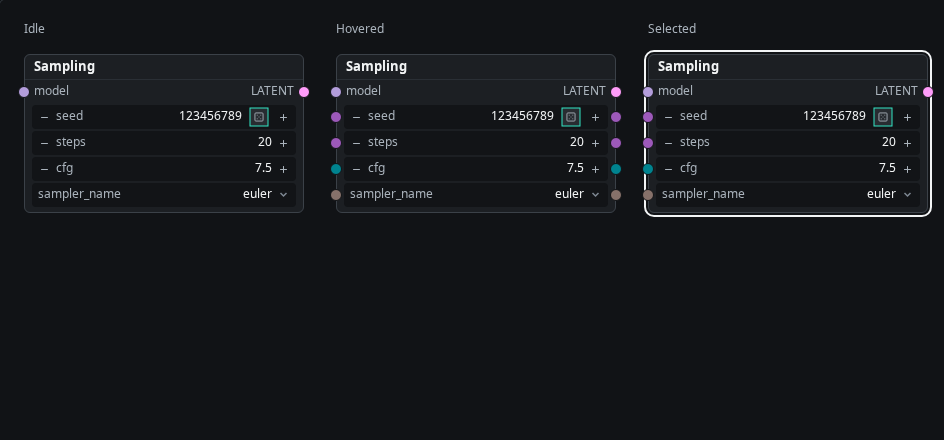 Idle
Hovered
Selected
Sampling
model LATENT
− seed 123456789 +
− steps 20 +
− cfg 7.5 +
sampler_name euler
Sampling
model LATENT
− seed 123456789 +
− steps 20 +
− cfg 7.5 +
sampler_name euler
Sampling
model LATENT
− seed 123456789 +
− steps 20 +
− cfg 7.5 +
sampler_name euler